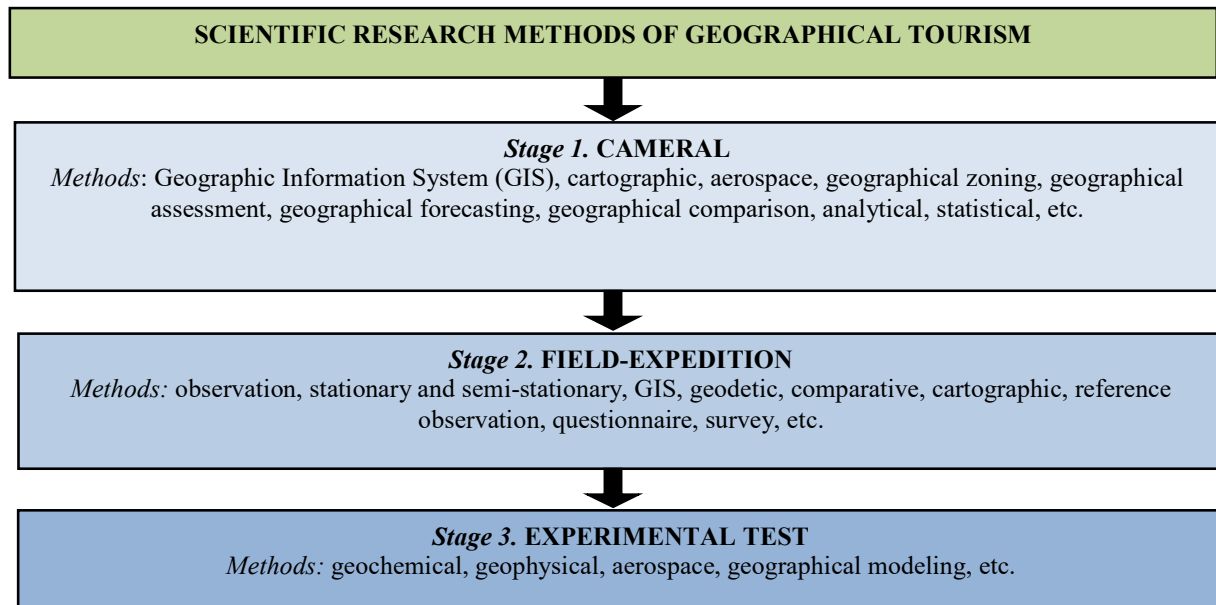 SCIENTIFIC RESEARCH METHODS OF GEOGRAPHICAL TOURISM
Stage 1. CAMERAL
Methods: Geographic Information System (GIS), cartographic, aerospace, geographical zoning, geographical
assessment, geographical forecasting, geographical comparison, analytical, statistical, etc.
Stage 2. FIELD-EXPEDITION
Methods: observation, stationary and semi-stationary, GIS, geodetic, comparative, cartographic, reference
observation, questionnaire, survey, etc.
Stage 3. EXPERIMENTAL TEST
Methods: geochemical, geophysical, aerospace, geographical modeling, etc.